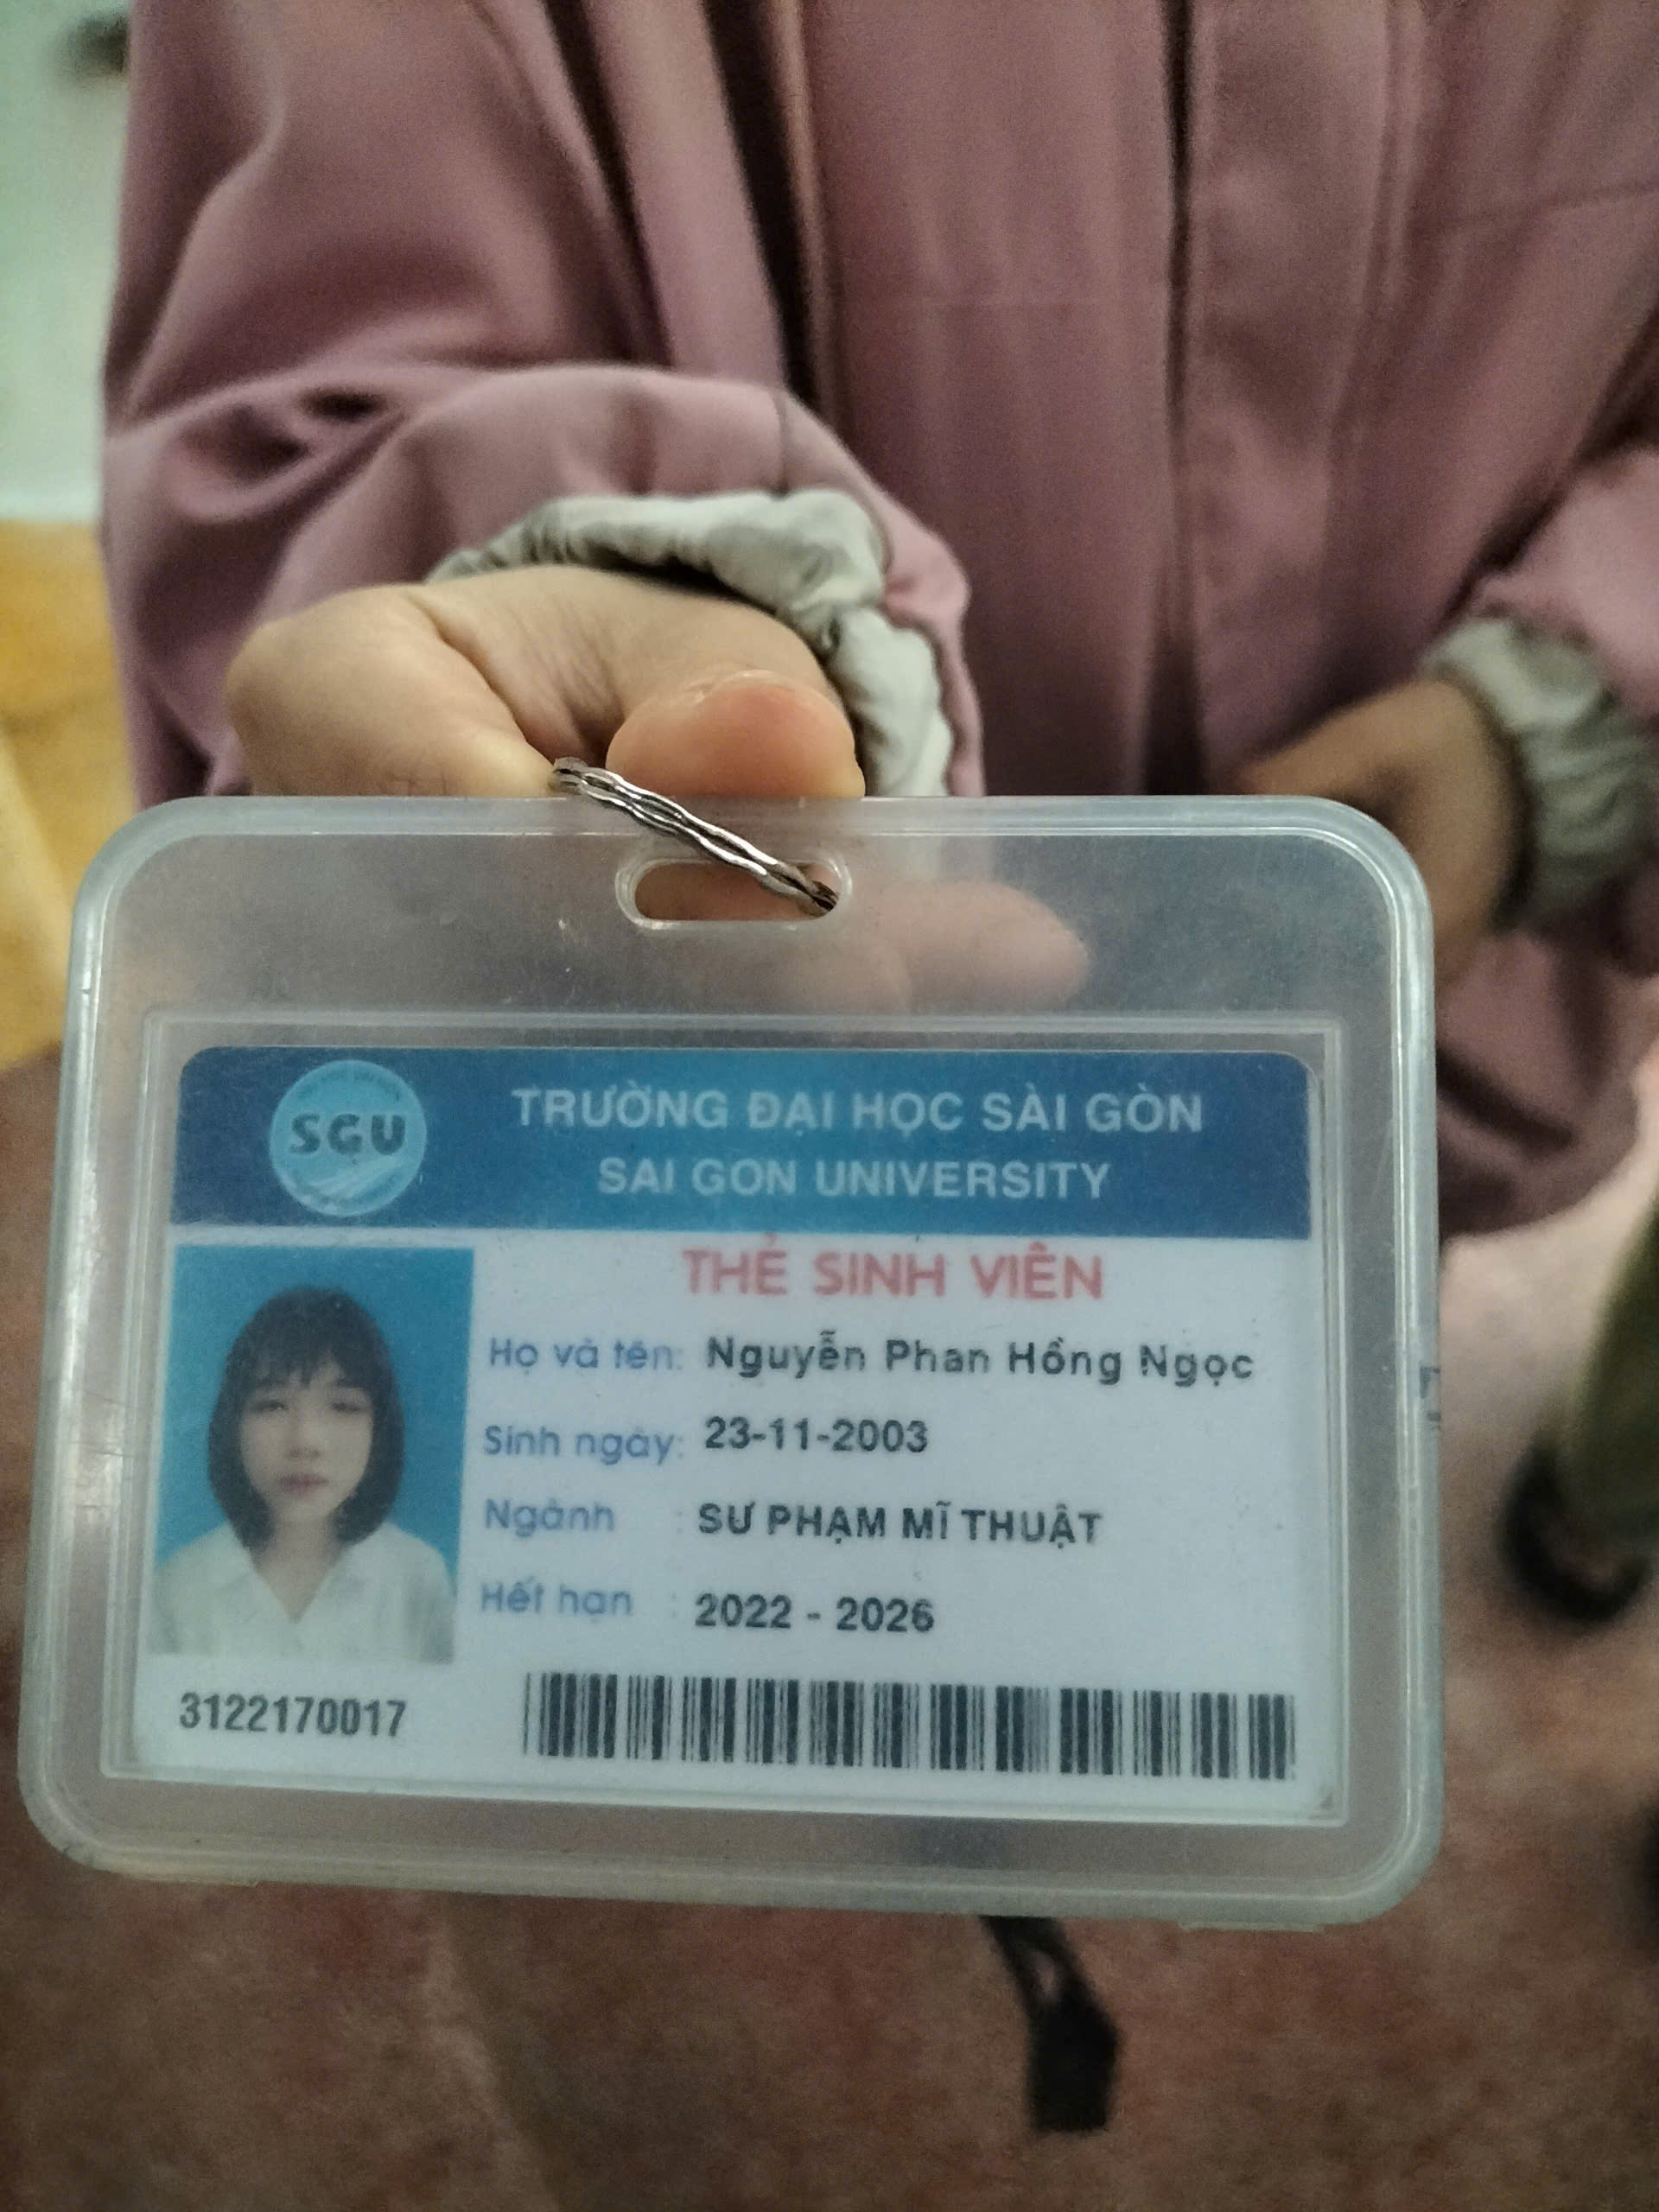 SGU
TRƯỜNG ĐẠI HỌC SÀI GÒN
SAI GON UNIVERSITY
THẺ SINH VIÊN
Họ và tên: Nguyễn Phan Hồng Ngọc
Sinh ngày: 23-11-2003
Ngành : SƯ PHẠM MĨ THUẬT
Hết hạn : 2022 - 2026
3122170017